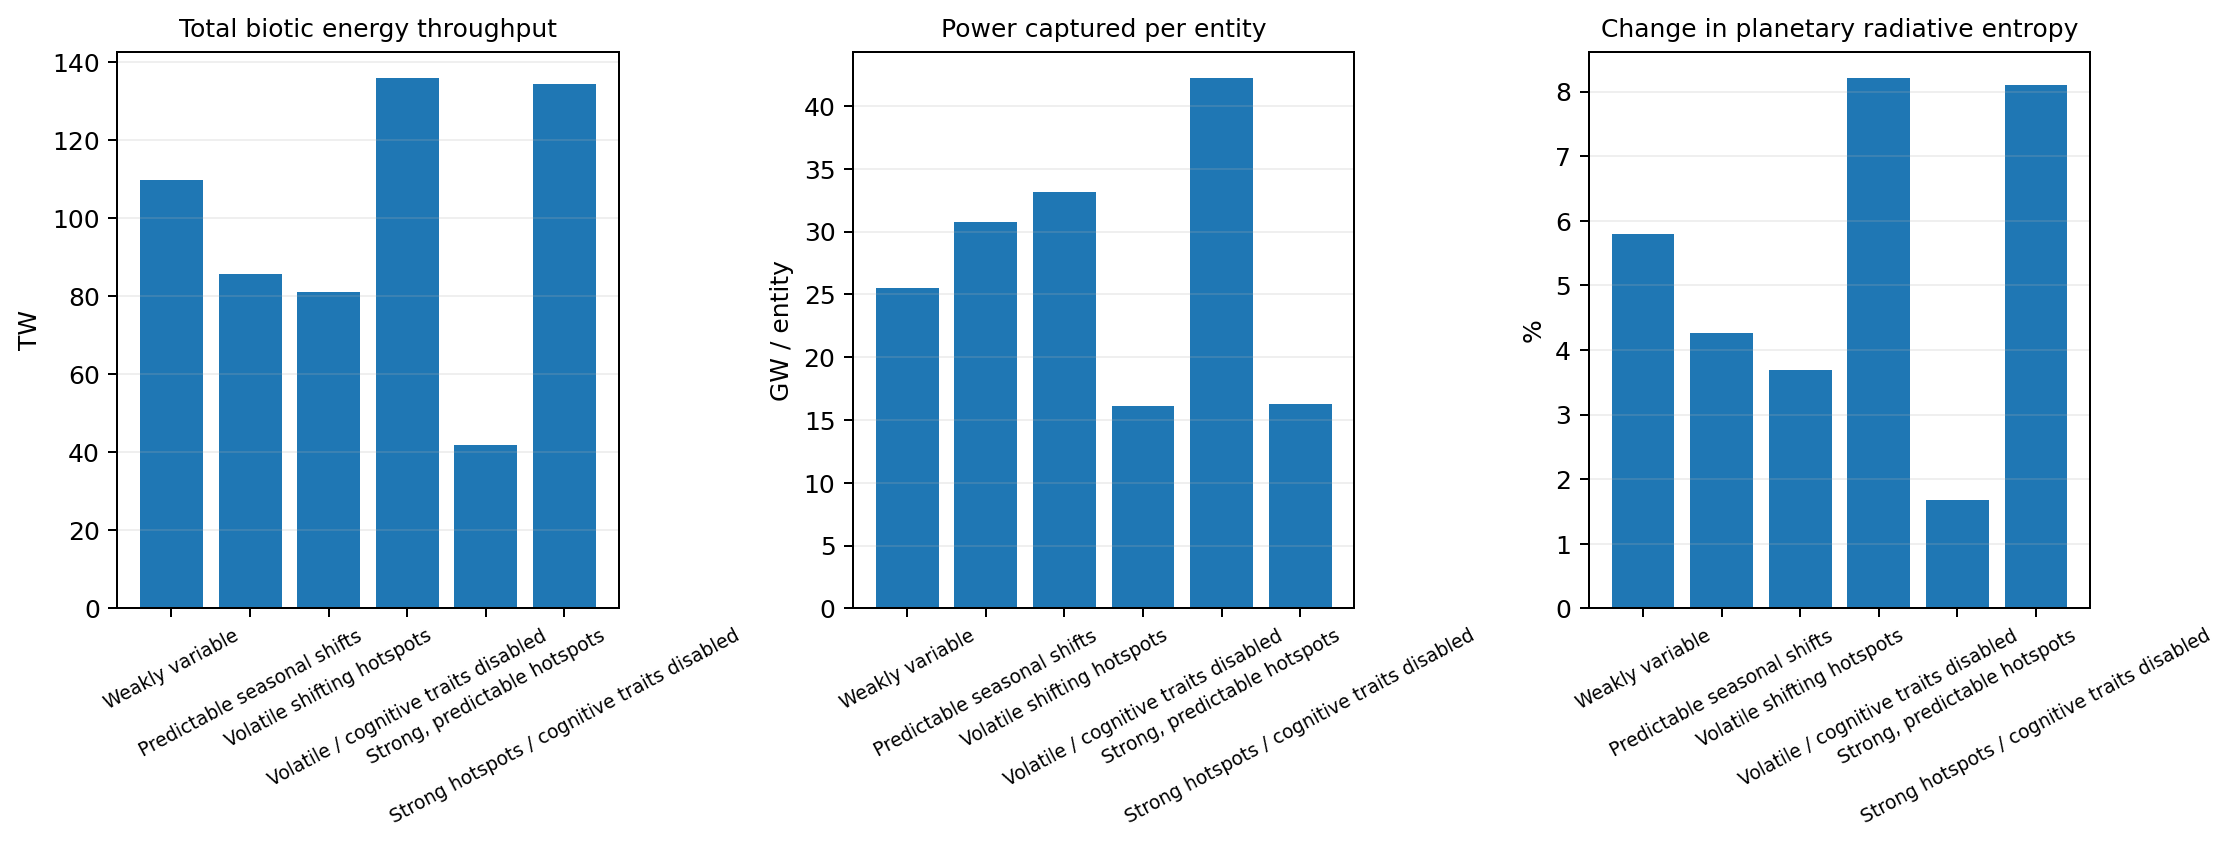 Total biotic energy throughput
TW
140
120
100
80
60
40
20
0
Weakly variable
Predictable seasonal shifts
Volatile shifting hotspots
Volatile / cognitive traits disabled
Strong, predictable hotspots
Strong hotspots / cognitive traits disabled
Power captured per entity
GW / entity
40
35
30
25
20
15
10
5
0
Weakly variable
Predictable seasonal shifts
Volatile shifting hotspots
Volatile / cognitive traits disabled
Strong, predictable hotspots
Strong hotspots / cognitive traits disabled
Change in planetary radiative entropy
%
8
7
6
5
4
3
2
1
0
Weakly variable
Predictable seasonal shifts
Volatile shifting hotspots
Volatile / cognitive traits disabled
Strong, predictable hotspots
Strong hotspots / cognitive traits disabled